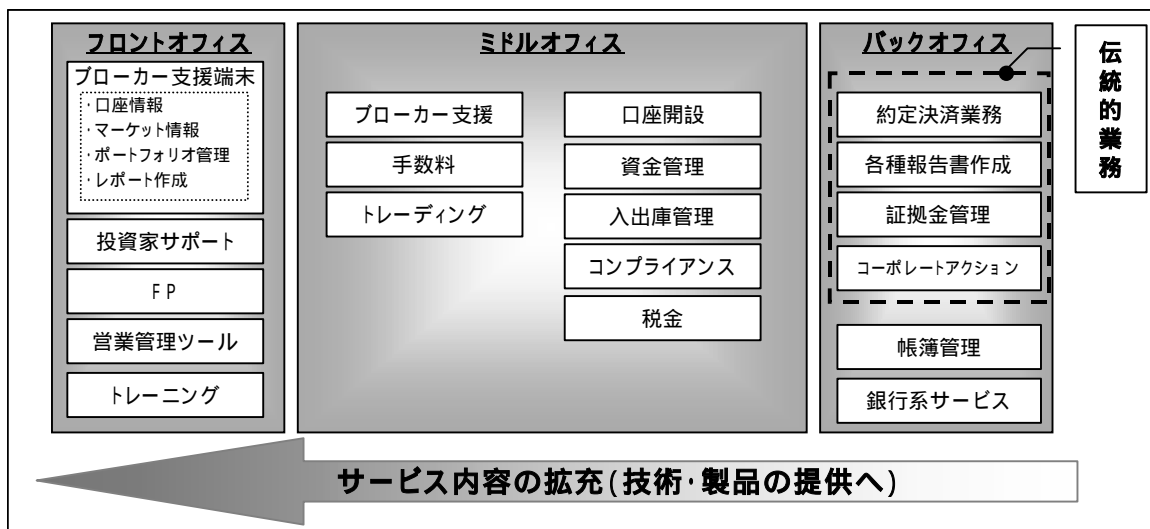 フロントオフィス
ブローカー支援端末
・口座情報
・マーケット情報
・ポートフォリオ管理
・レポート作成
投資家サポート
ＦＰ
営業管理ツール
トレーニング
ミドルオフィス
ブローカー支援
手数料
トレーディング
口座開設
資金管理
入出庫管理
コンプライアンス
税金
バックオフィス
約定決済業務
各種報告書作成
証拠金管理
コーポレートアクション
帳簿管理
銀行系サービス
伝統的業務
サービス内容の拡充(技術・製品の提供へ)